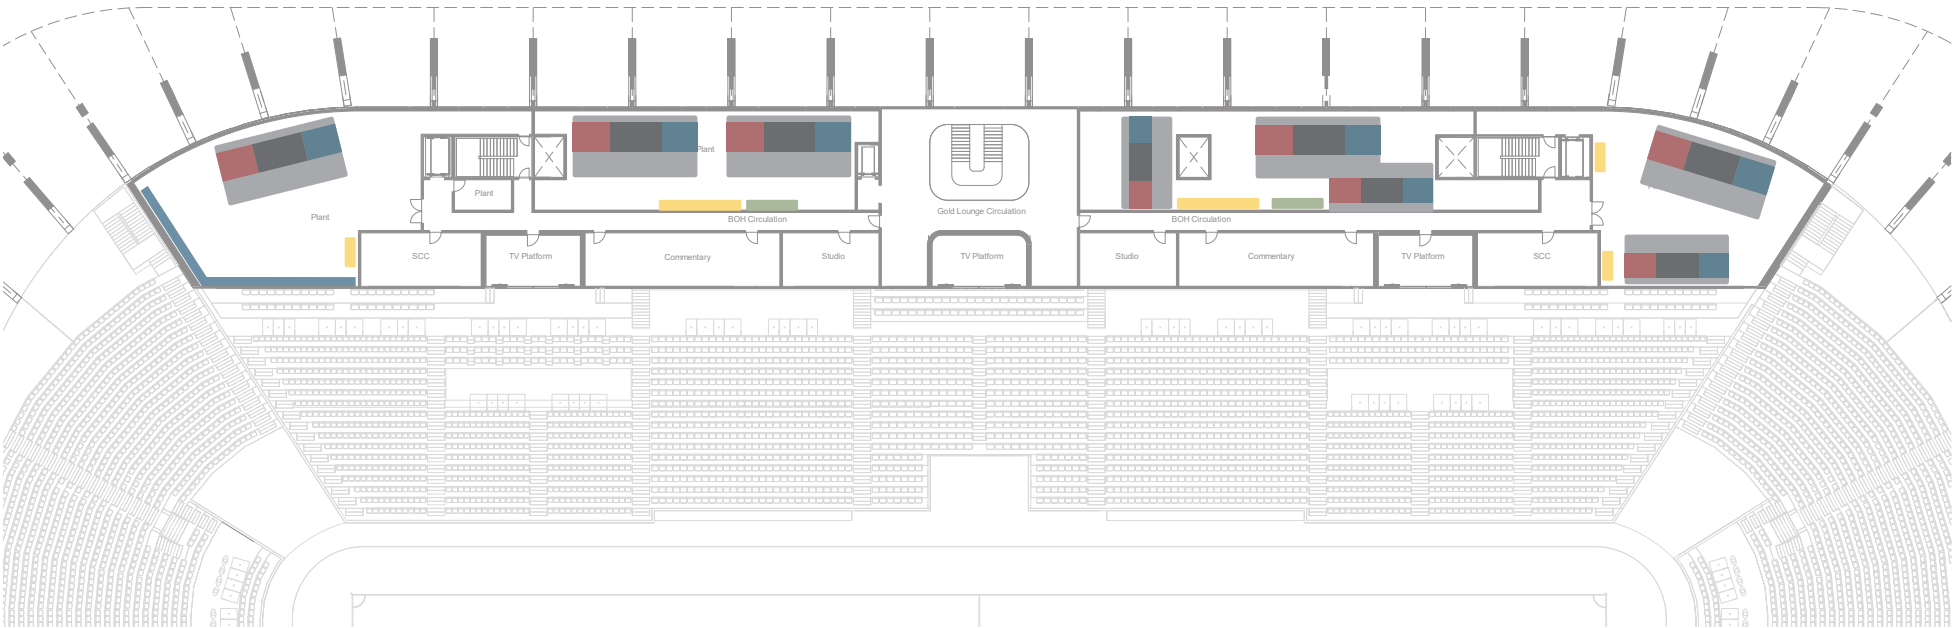 Plant
Plant
Plant
Gold Lounge Circulation
BOH Circulation
BOH Circulation
SCC
TV Platform
Commentary
Studio
TV Platform
Studio
Commentary
TV Platform
SCC